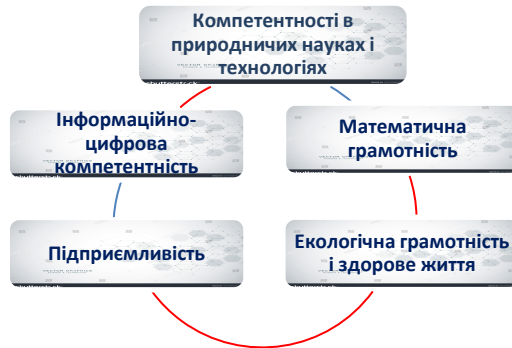 Компетентності в
природничих науках і
технологіях
Інформаційно-
цифрова
компетентність
Математична
грамотність
Підприємливість
Екологічна грамотність
і здорове життя